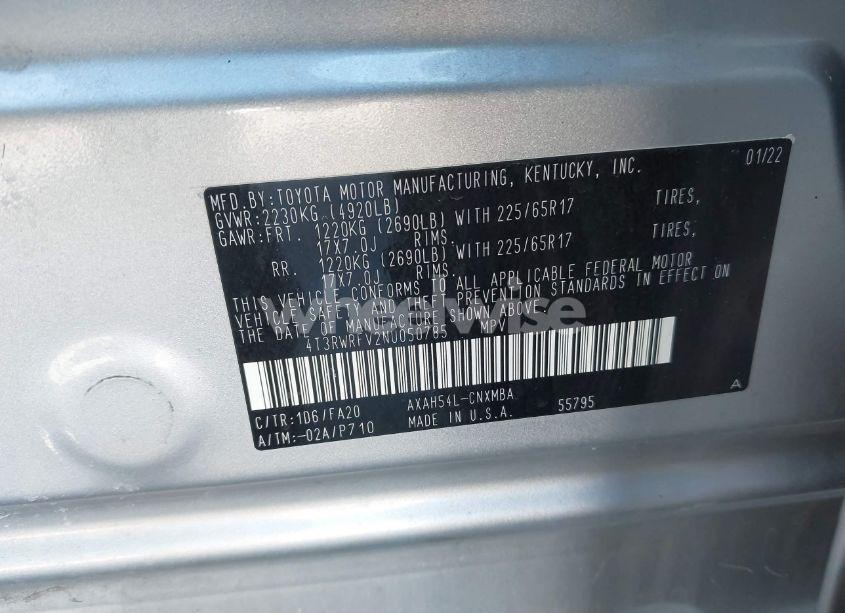 MFD.BY:TOYOTA MOTOR MANUFACTURING, KENTUCKY, INC. 01/22
GVWR:2230KG (4920LB)
GAWR:FRT. 1220KG (2690LB) WITH 225/65R17 TIRES,
17X7.0J RIMS.
RR. 1220KG (2690LB) WITH 225/65R17 TIRES,
17X7.0J RIMS.
THIS VEHICLE CONFORMS TO ALL APPLICABLE FEDERAL MOTOR
VEHICLE SAFETY AND THEFT PREVENTION STANDARDS IN EFFECT ON
THE DATE OF MANUFACTURE SHOWN ABOVE.
4T3RWRFV2NU050785 MPV
C/TR:1D6/FA20 AXAH54L-CNXMBA 55795 A
A/TM:-02A/P710 MADE IN U.S.A.
wheelwise